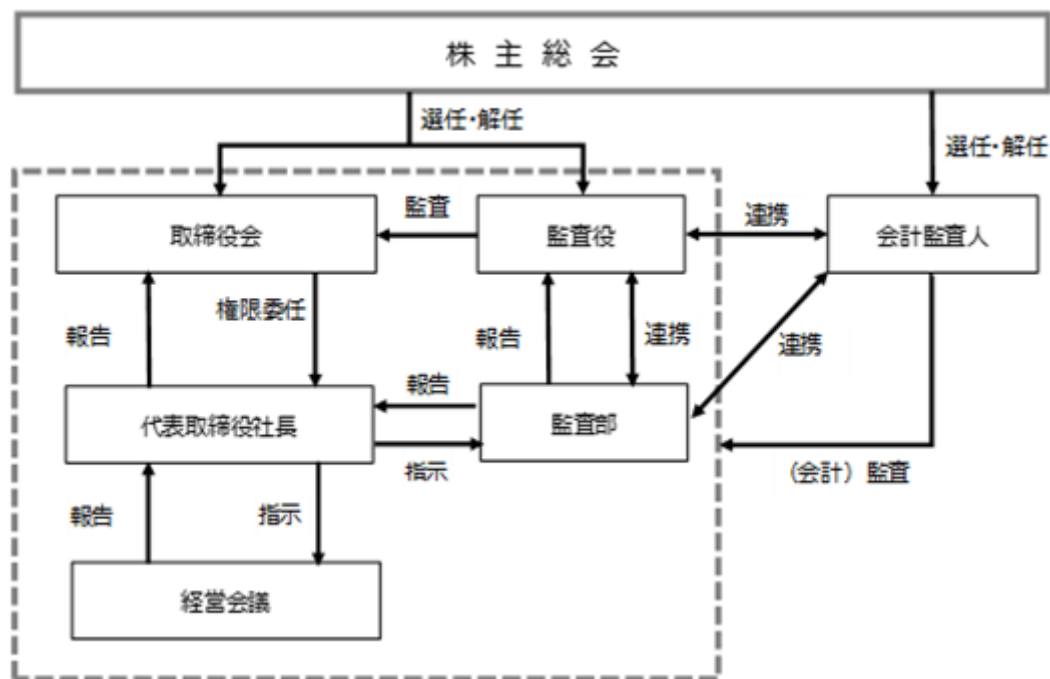 株主総会
選任・解任
選任・解任
取締役会
監査
監査役
連携
会計監査人
権限委任
報告
報告
連携
連携
報告
代表取締役社長
監査部
指示
(会計)監査
報告
指示
経営会議